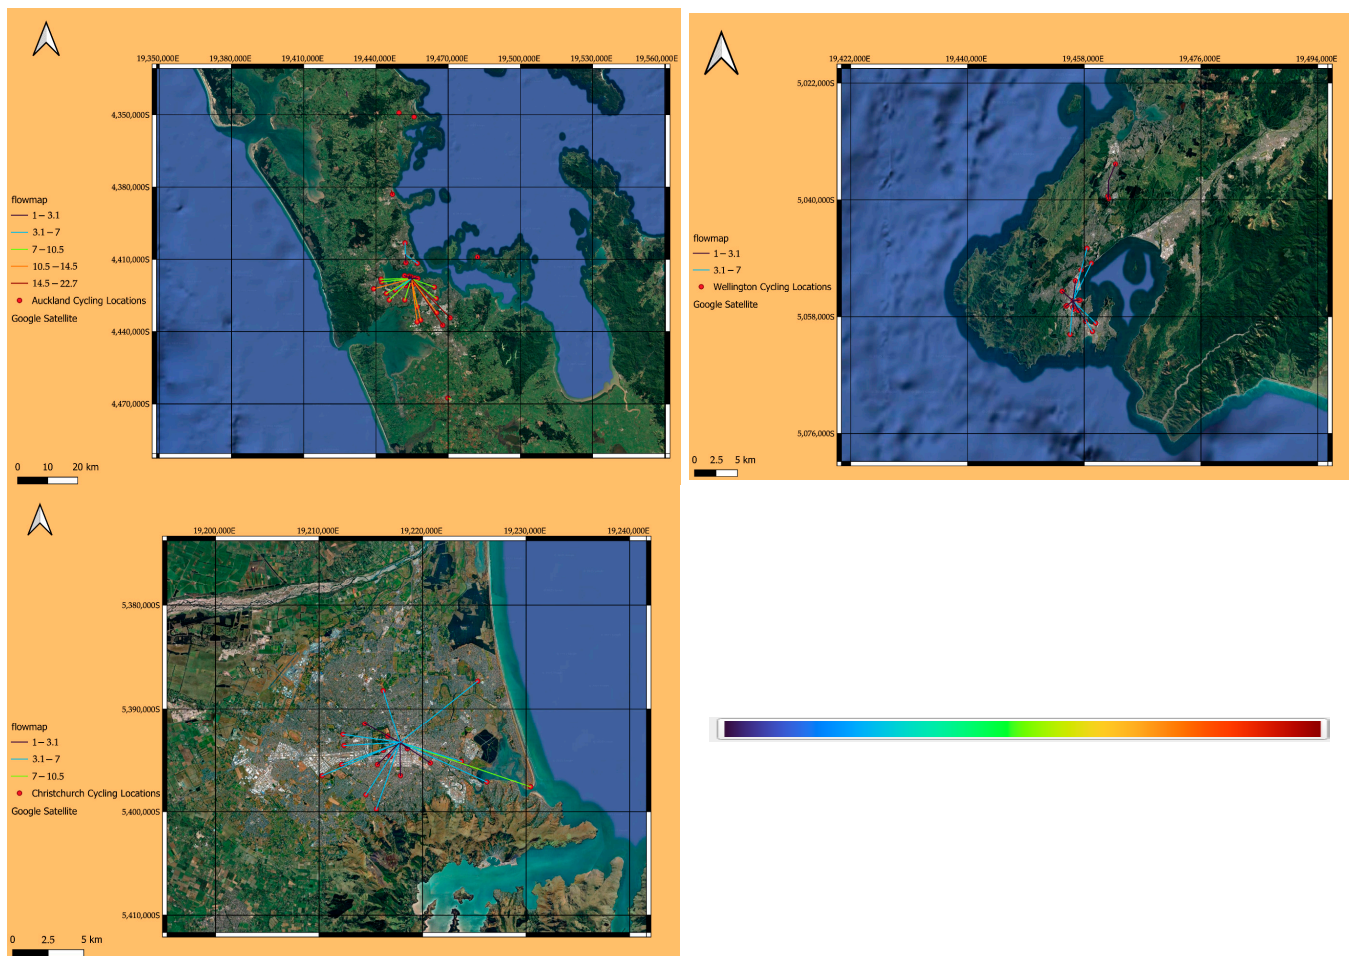 19,350,000E 19,380,000E 19,410,000E 19,440,000E 19,470,000E 19,500,000E 19,530,000E 19,560,000E
4,350,000S
4,380,000S
4,410,000S
4,440,000S
4,470,000S
flowmap
1 – 3.1
3.1 – 7
7 – 10.5
10.5 – 14.5
14.5 – 22.7
Auckland Cycling Locations
Google Satellite
0 10 20 km
19,422,000E 19,440,000E 19,458,000E 19,476,000E 19,494,000E
5,022,000S
5,040,000S
5,058,000S
5,076,000S
flowmap
1 – 3.1
3.1 – 7
Wellington Cycling Locations
Google Satellite
0 2.5 5 km
19,200,000E 19,210,000E 19,220,000E 19,230,000E 19,240,000E
5,380,000S
5,390,000S
5,400,000S
5,410,000S
flowmap
1 – 3.1
3.1 – 7
7 – 10.5
Christchurch Cycling Locations
Google Satellite
0 2.5 5 km